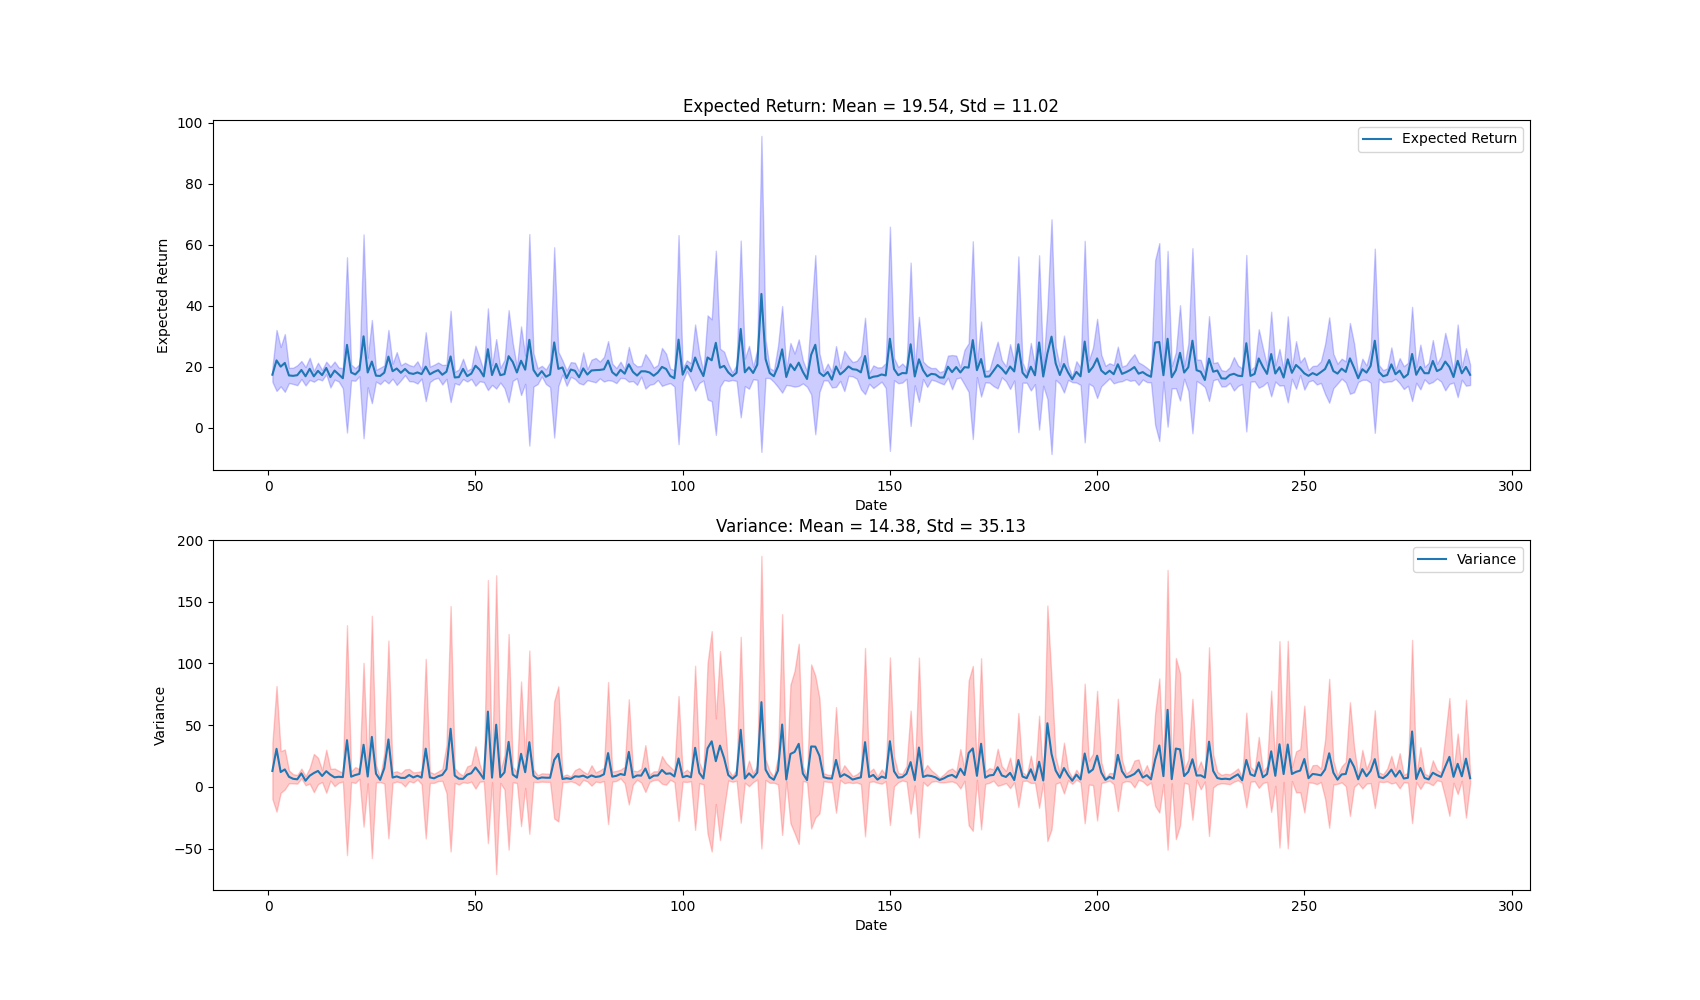 Expected Return: Mean = 19.54, Std = 11.02
100
80
60
40
20
0
Expected Return
Expected Return
0 50 100 150 200 250 300
Date
Variance: Mean = 14.38, Std = 35.13
200
150
100
50
0
−50
Variance
Variance
0 50 100 150 200 250 300
Date